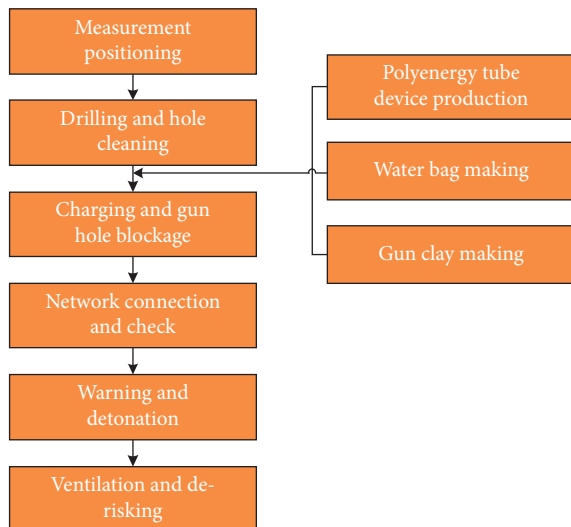 Measurement
positioning
Drilling and hole
cleaning
Charging and gun
hole blockage
Network connection
and check
Warning and
detonation
Ventilation and de-
risking
Polyenergy tube
device production
Water bag making
Gun clay making